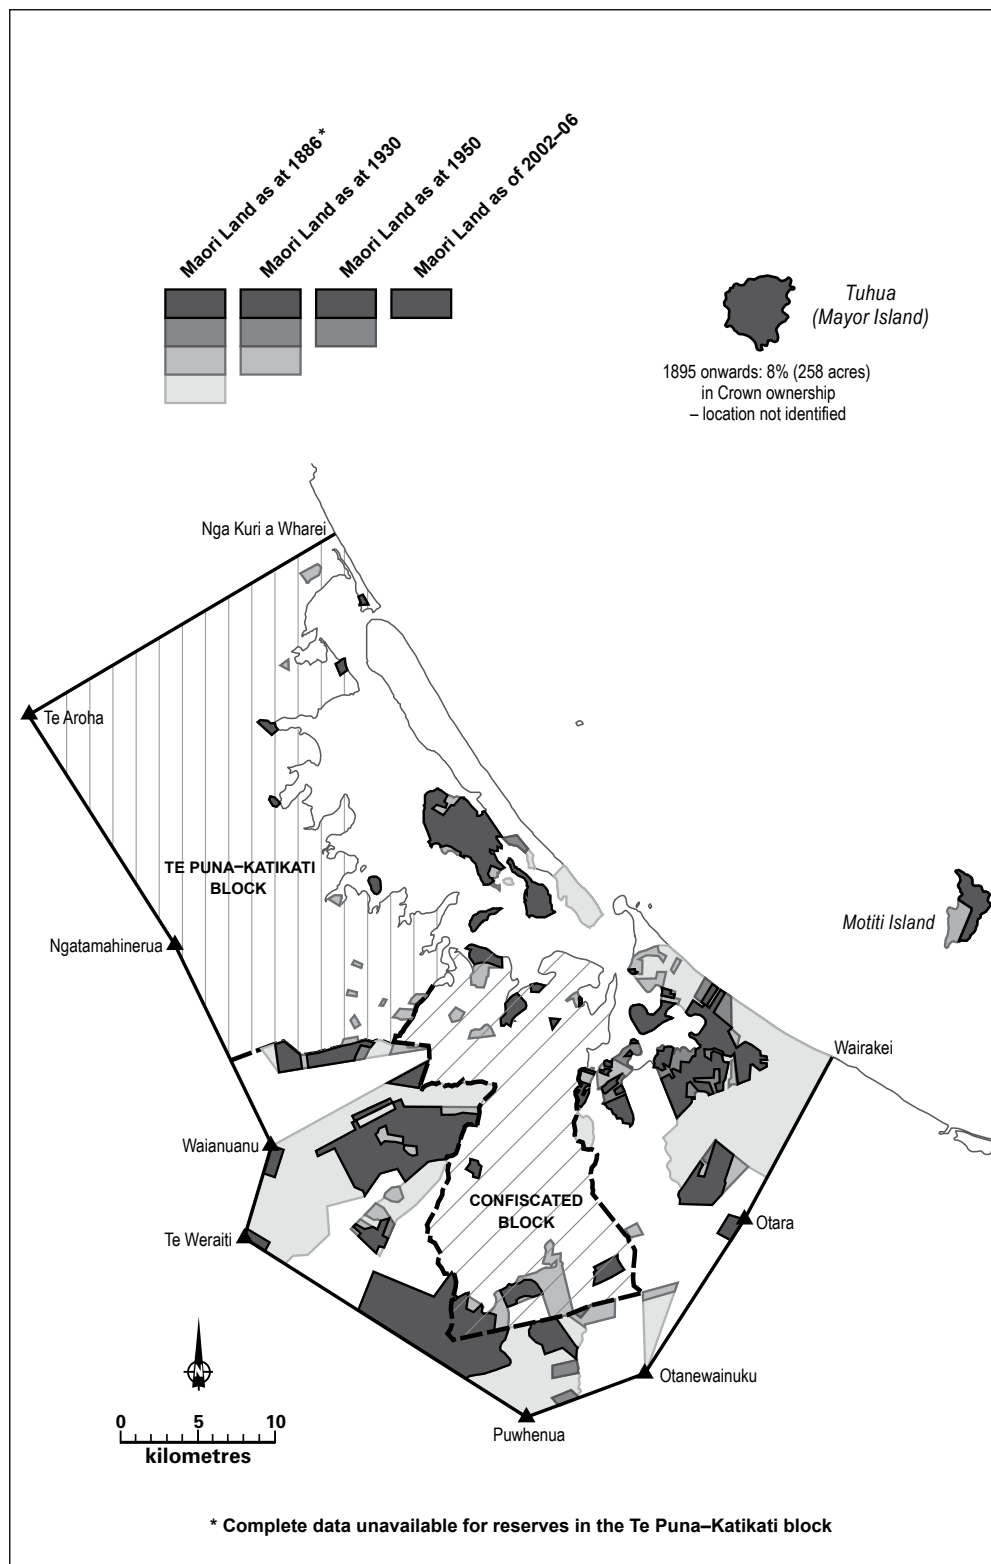 Maori Land as at 1886*
Maori Land as at 1930
Maori Land as at 1950
Maori Land as of 2002–06
Tuhua
(Mayor Island)
1895 onwards: 8% (258 acres)
in Crown ownership
– location not identified
Nga Kuri a Wharei
Te Aroha
TE PUNA–KATIKATI
BLOCK
Motiti Island
Ngatamahinerua
Wairakei
Waianuanu
CONFISCATED
BLOCK
Otara
Te Weraiti
N
Otanewainuku
0 5 10
kilometres
Puwhenua
* Complete data unavailable for reserves in the Te Puna–Katikati block